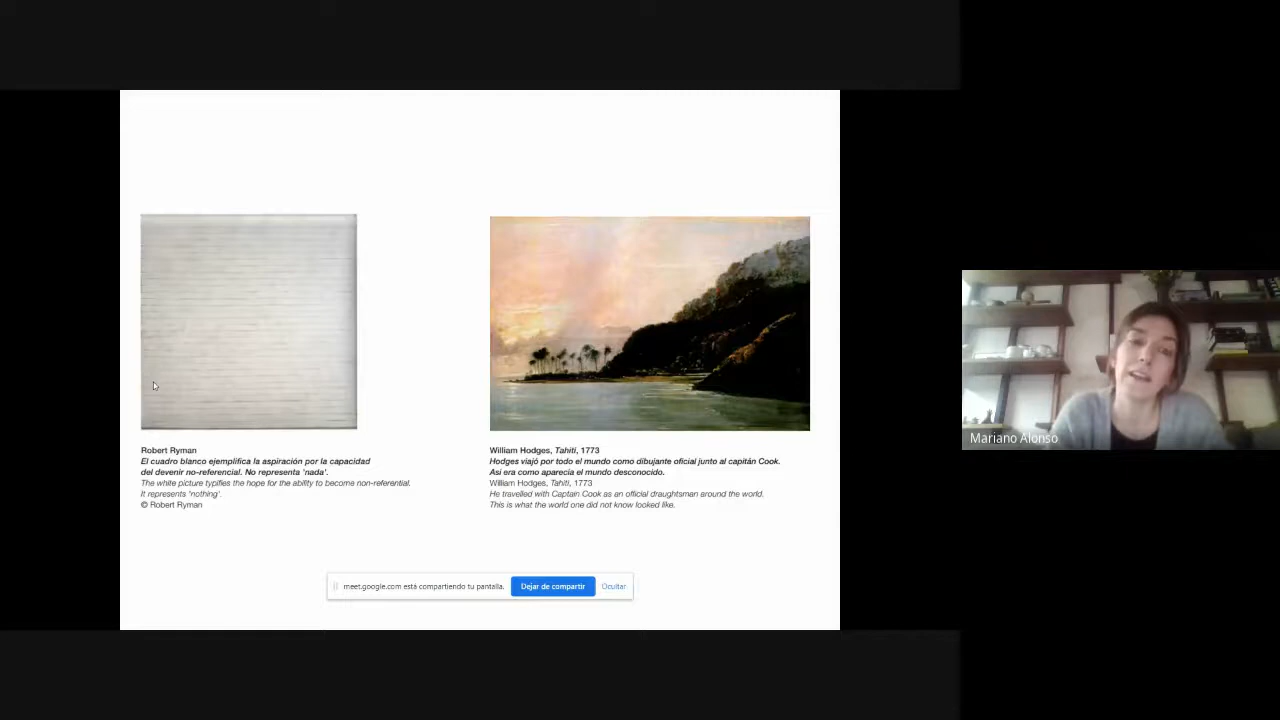 Robert Ryman
El cuadro blanco ejemplifica la aspiración por la capacidad
del devenir no-referencial. No representa 'nada'.
The white picture typifies the hope for the ability to become non-referential.
It represents 'nothing'.
© Robert Ryman
William Hodges, Tahiti, 1773
Hodges viajó por todo el mundo como dibujante oficial junto al capitán Cook.
Asi era como aparecia el mundo desconocido.
William Hodges, Tahiti, 1773
He travelled with Captain Cook as an official draughtsman around the world.
This is what the world one did not know looked like.
meet.google.com está compartiendo tu pantalla.
Dejar de compartir
Ocultar
Mariano Alonso